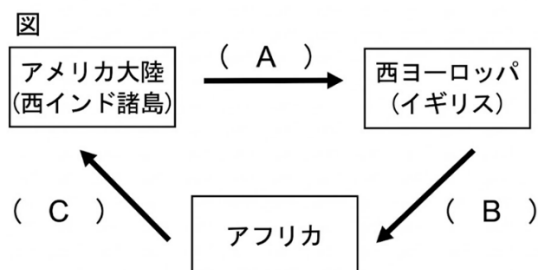 図
アメリカ大陸
(西インド諸島)
( A )
西ヨーロッパ
(イギリス)
( C )
アフリカ
( B )